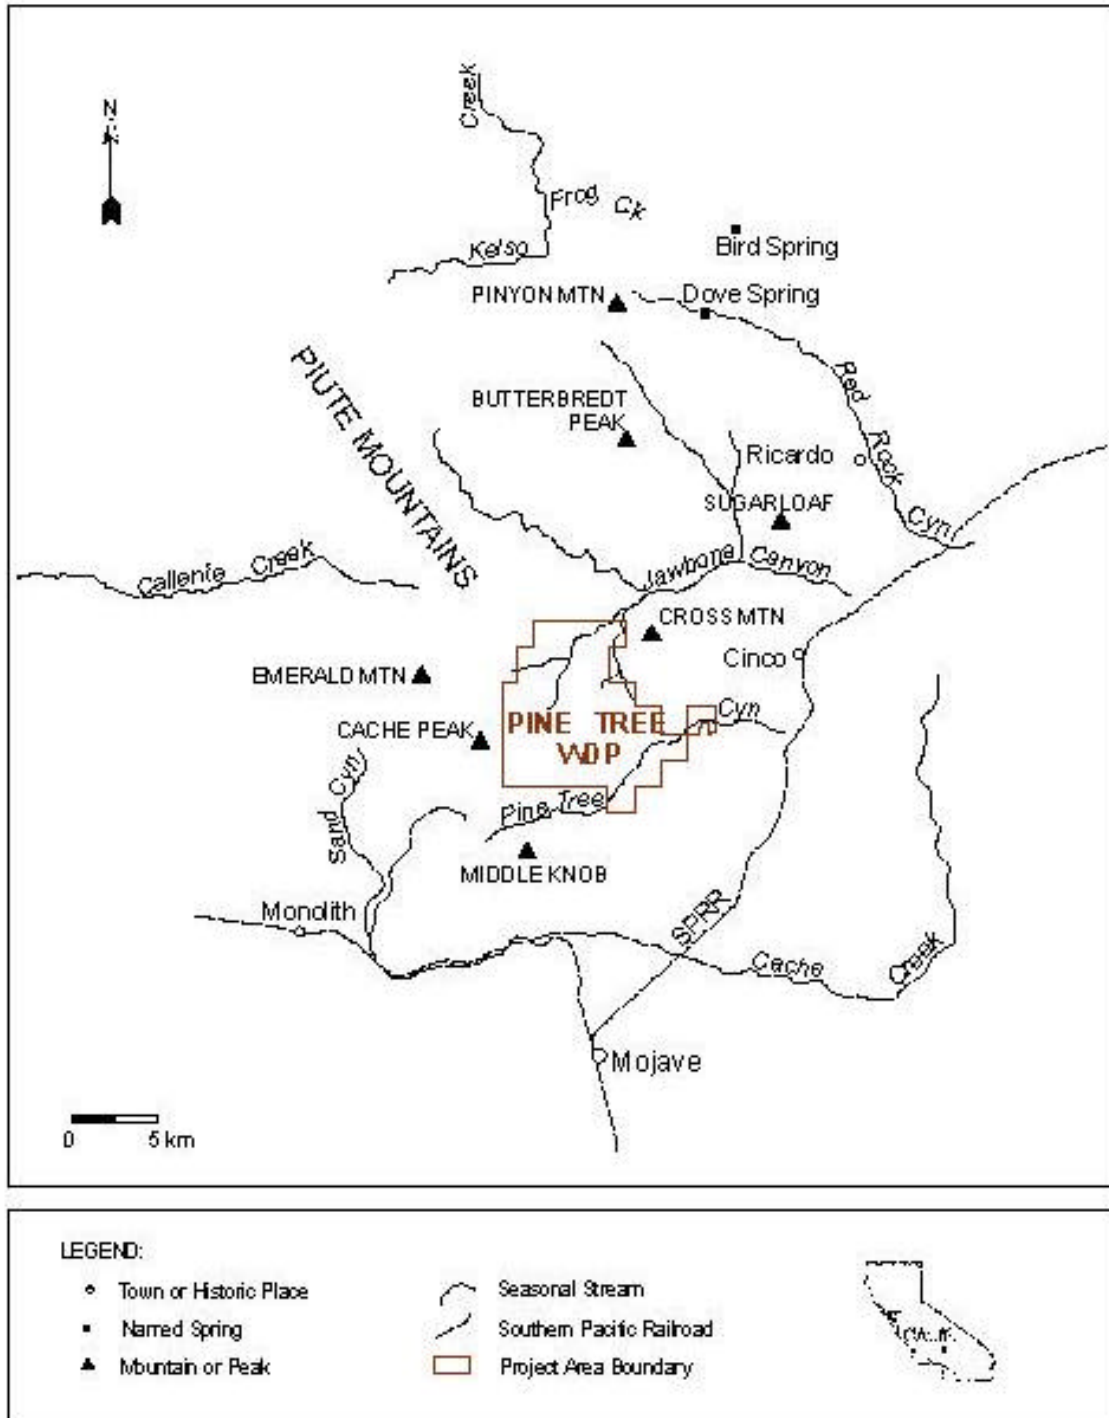 N
Creek
Frog Ck
Kelso
Bird Spring
PINYON MTN
Dove Spring
PIUTE MOUNTAINS
BUTTERBREDT
PEAK
Red
Rock
Cyn
Ricardo
SUGARLOAF
Caliente Creek
Jawbone Canyon
CROSS MTN
Cinco
EMERALD MTN
PINE TREE
WDP
Cyn
CACHE PEAK
Sand Cyn
Pine Tree
MIDDLE KNOB
Monolith
SPRR
Cache
Creek
Mojave
0 5 km
LEGEND:
Town or Historic Place
Named Spring
Mountain or Peak
Seasonal Stream
Southern Pacific Railroad
Project Area Boundary